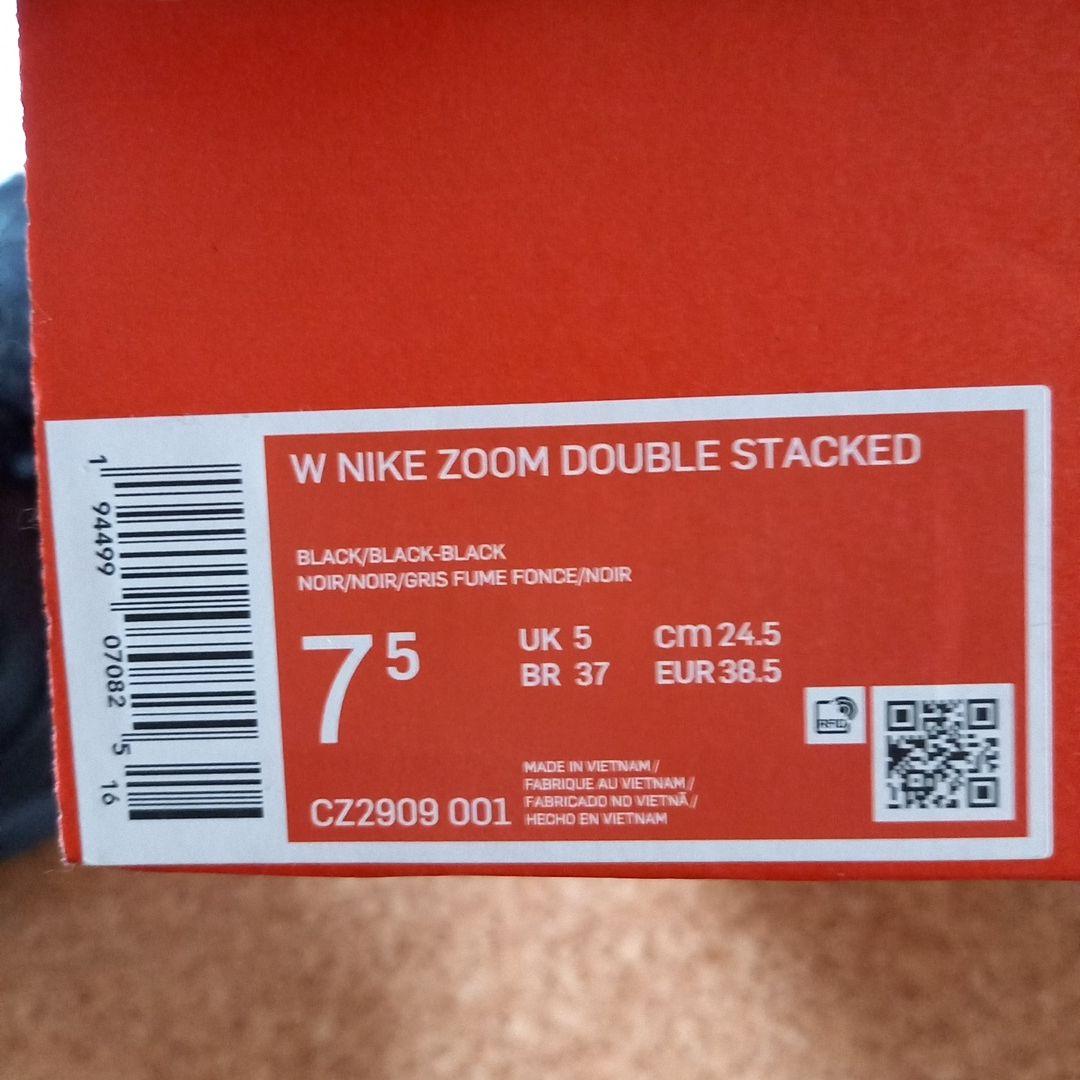 W NIKE ZOOM DOUBLE STACKED
BLACK/BLACK-BLACK
NOIR/NOIR/GRIS FUME FONCE/NOIR
7 5
UK 5
cm 24.5
BR 37
EUR 38.5
RFID
CZ2909 001
MADE IN VIETNAM /
FABRIQUE AU VIETNAM /
FABRICADO NO VIETNÃ /
HECHO EN VIETNAM
1 94499 07082 5 16